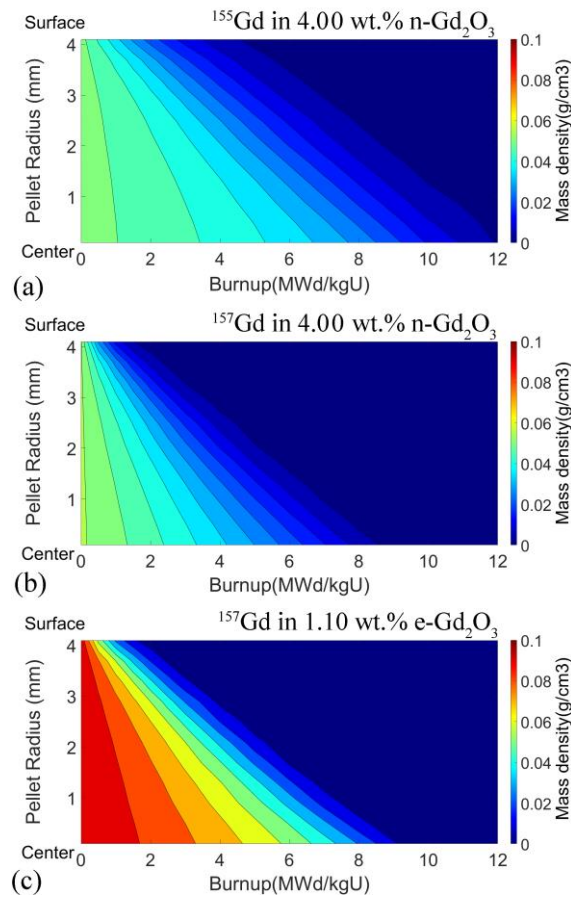 Surface
¹⁵⁵Gd in 4.00 wt.% n-Gd₂O₃
4
3
2
1
Pellet Radius (mm)
Center
0 2 4 6 8 10 12
Burnup(MWd/kgU)
0.1
0.08
0.06
0.04
0.02
0
Mass density(g/cm3)
(a)
Surface
¹⁵⁷Gd in 4.00 wt.% n-Gd₂O₃
4
3
2
1
Pellet Radius (mm)
Center
0 2 4 6 8 10 12
Burnup(MWd/kgU)
0.1
0.08
0.06
0.04
0.02
0
Mass density(g/cm3)
(b)
Surface
¹⁵⁷Gd in 1.10 wt.% e-Gd₂O₃
4
3
2
1
Pellet Radius (mm)
Center
0 2 4 6 8 10 12
Burnup(MWd/kgU)
0.1
0.08
0.06
0.04
0.02
0
Mass density(g/cm3)
(c)